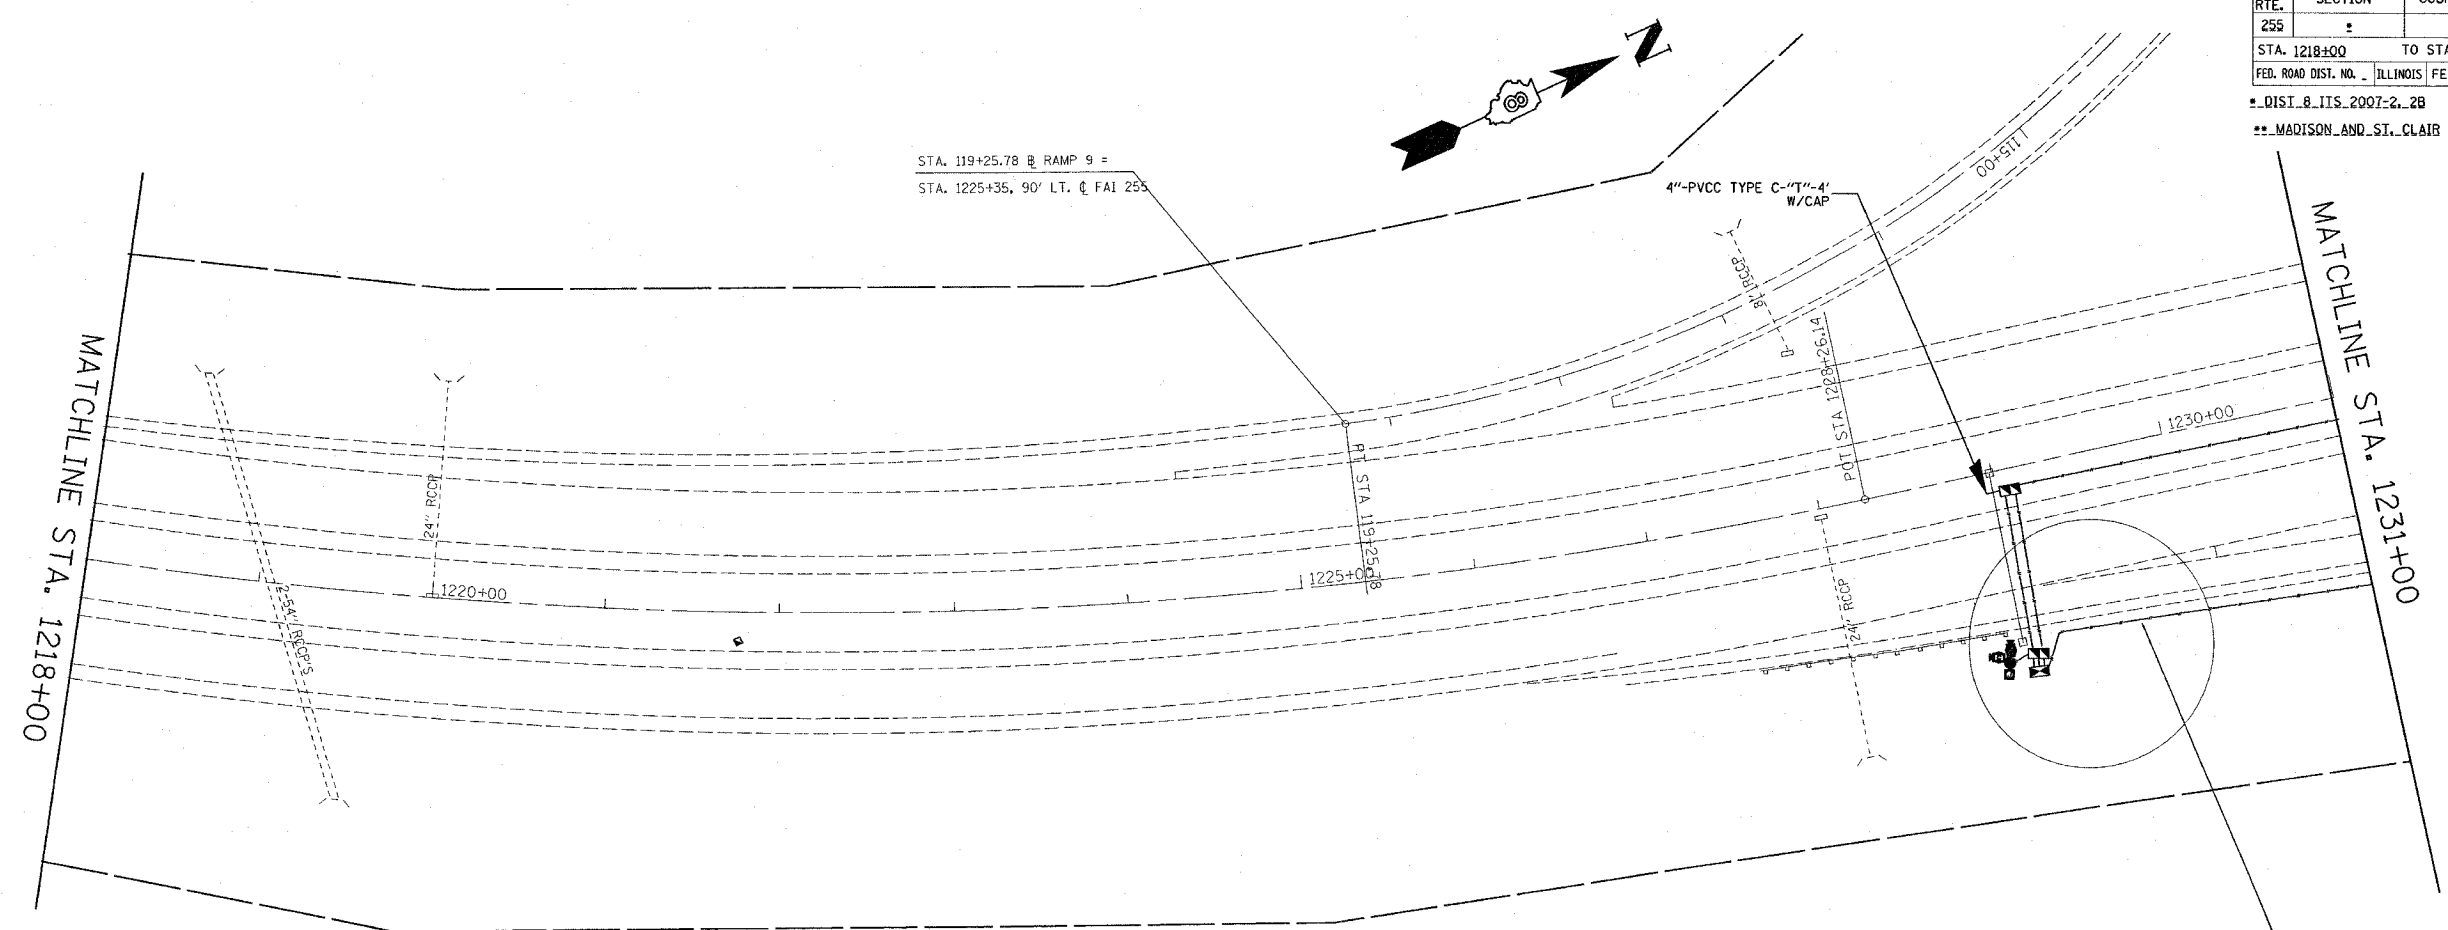 RTE.
SECTION
255
*
STA. 1218+00 TO STA
FED. ROAD DIST. NO. _ ILLINOIS FE
* DIST 8 ITS 2007-2, 2B
** MADISON AND ST. CLAIR
N
STA. 119+25.78 ⅊ RAMP 9 =
STA. 1225+35, 90' LT. ℄ FAI 255
4"-PVCC TYPE C-"T"-4'
W/CAP
115+00
MATCHLINE STA. 1218+00
MATCHLINE STA. 1231+00
24" RCCP
2-54" RCCP'S
1220+00
1225+00
PT STA 119+25.78
POT STA 1228+26.14
24" RCCP
1230+00